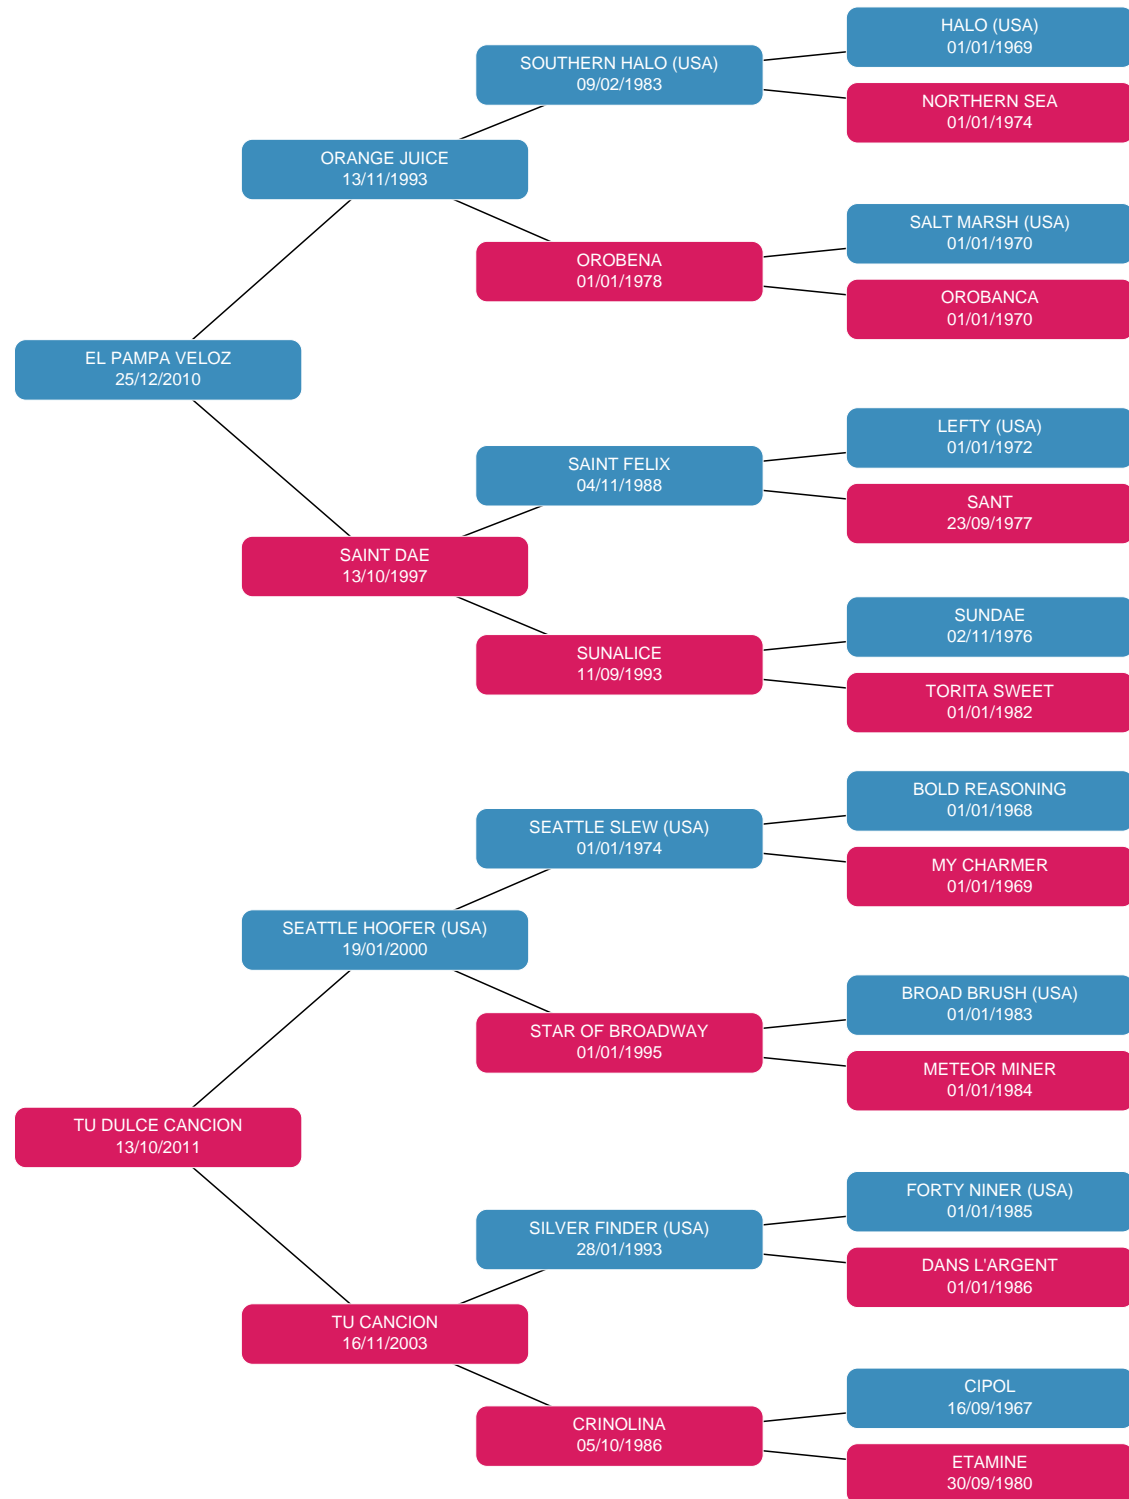 HALO (USA)
01/01/1969
SOUTHERN HALO (USA)
09/02/1983
NORTHERN SEA
01/01/1974
ORANGE JUICE
13/11/1993
SALT MARSH (USA)
01/01/1970
OROBENA
01/01/1978
OROBANCA
01/01/1970
EL PAMPA VELOZ
25/12/2010
LEFTY (USA)
01/01/1972
SAINT FELIX
04/11/1988
SANT
23/09/1977
SAINT DAE
13/10/1997
SUNDAE
02/11/1976
SUNALICE
11/09/1993
TORITA SWEET
01/01/1982
BOLD REASONING
01/01/1968
SEATTLE SLEW (USA)
01/01/1974
MY CHARMER
01/01/1969
SEATTLE HOOFER (USA)
19/01/2000
BROAD BRUSH (USA)
01/01/1983
STAR OF BROADWAY
01/01/1995
METEOR MINER
01/01/1984
TU DULCE CANCION
13/10/2011
FORTY NINER (USA)
01/01/1985
SILVER FINDER (USA)
28/01/1993
DANS L'ARGENT
01/01/1986
TU CANCION
16/11/2003
CIPOL
16/09/1967
CRINOLINA
05/10/1986
ETAMINE
30/09/1980